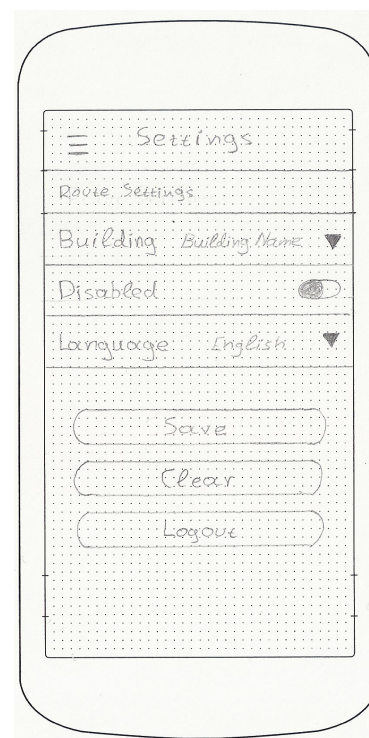 Settings
Route Settings
Building Building Name
Disabled
Language English
Save
Clear
Logout